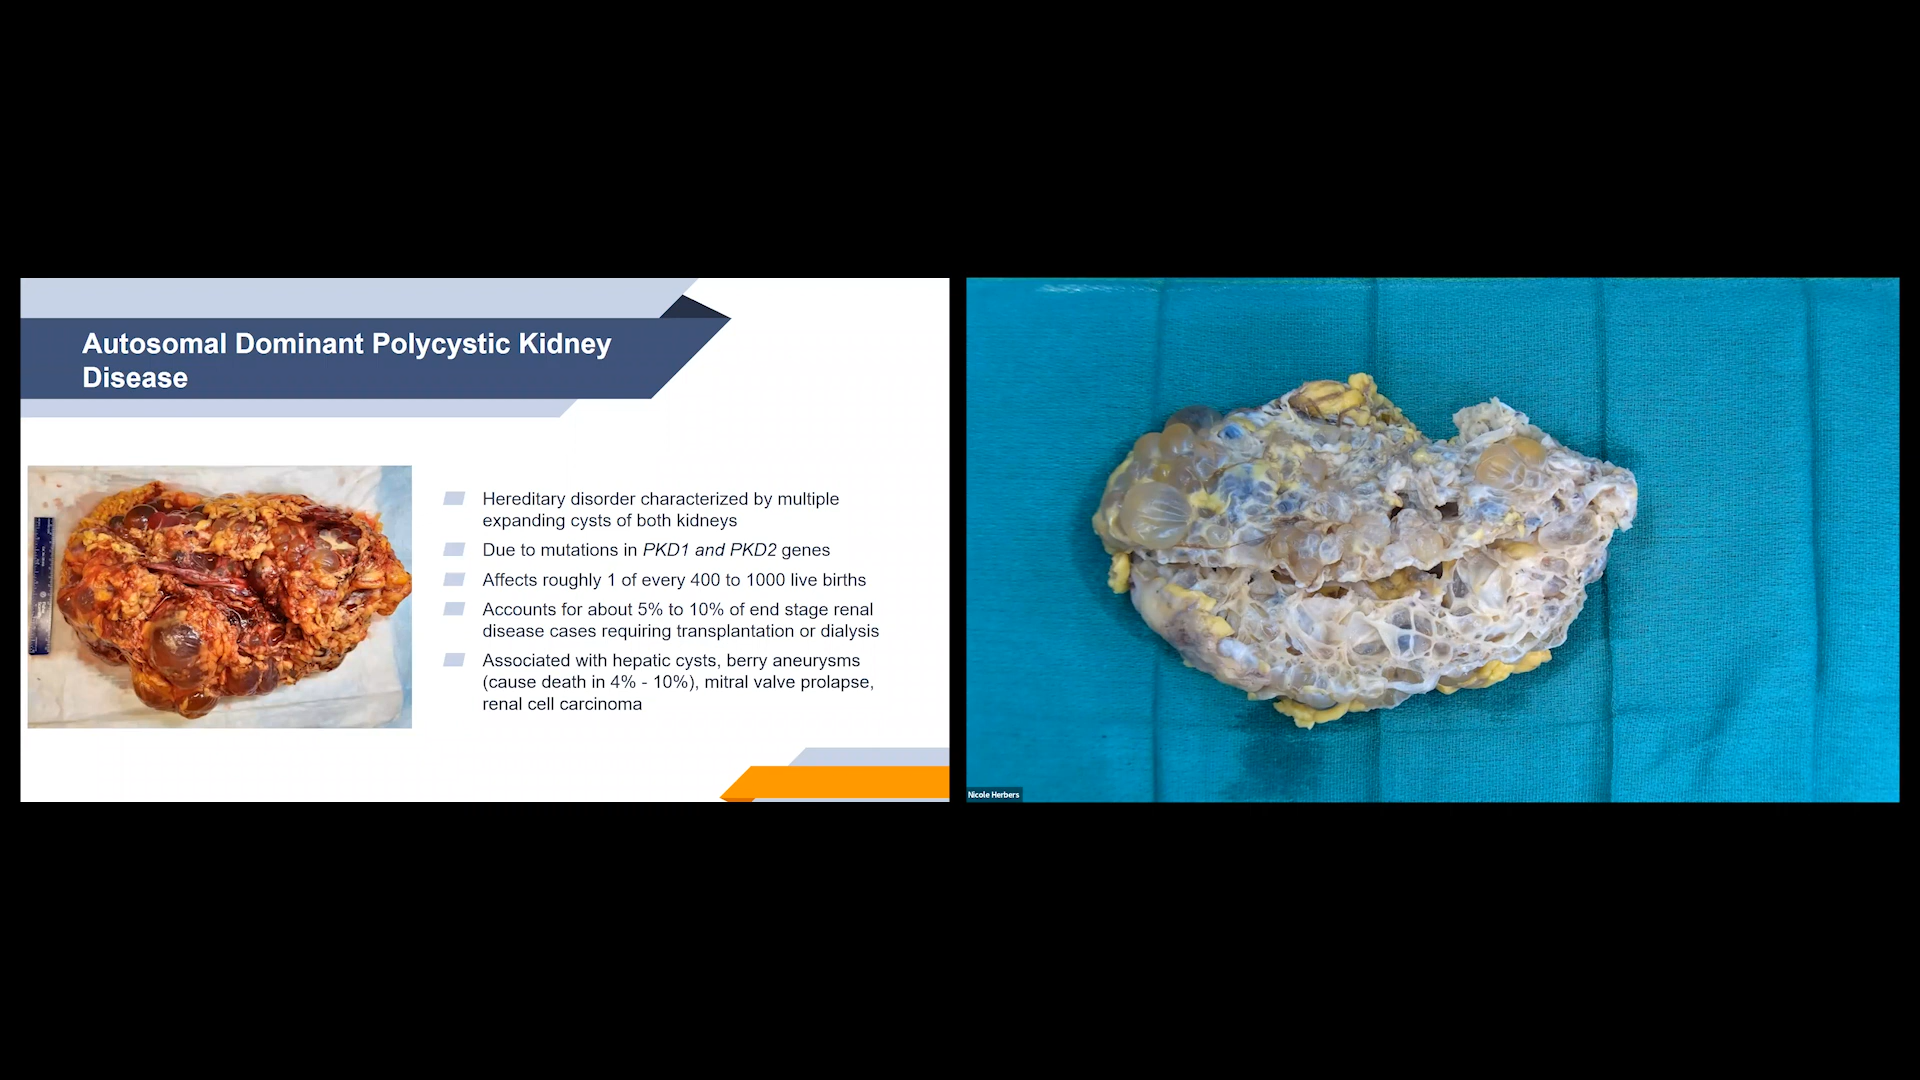 Autosomal Dominant Polycystic Kidney
Disease
Hereditary disorder characterized by multiple
expanding cysts of both kidneys
Due to mutations in PKD1 and PKD2 genes
Affects roughly 1 of every 400 to 1000 live births
Accounts for about 5% to 10% of end stage renal
disease cases requiring transplantation or dialysis
Associated with hepatic cysts, berry aneurysms
(cause death in 4% - 10%), mitral valve prolapse,
renal cell carcinoma
Nicole Herbers